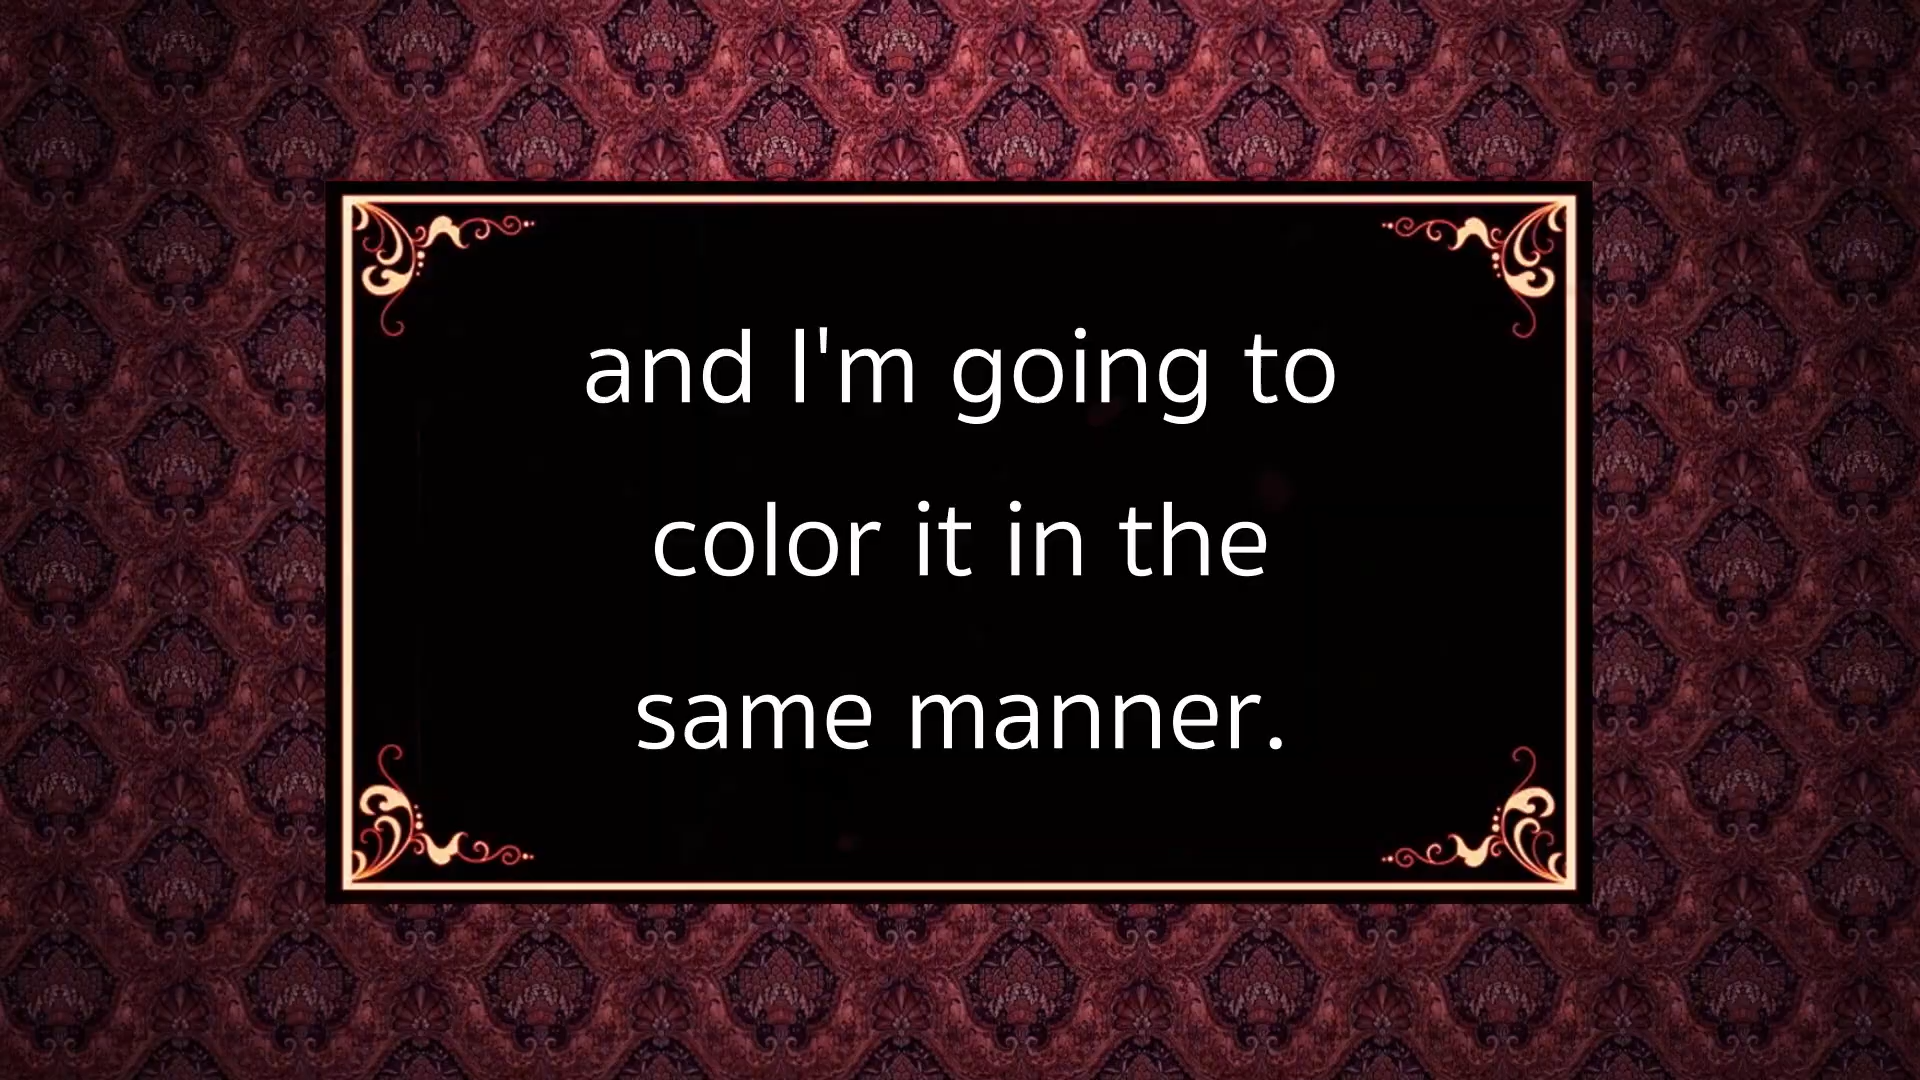 and I'm going to
color it in the
same manner.